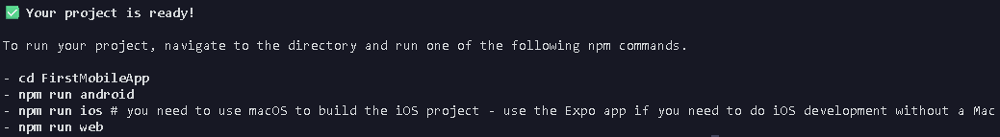 ✅ Your project is ready!
To run your project, navigate to the directory and run one of the following npm commands.
- cd FirstMobileApp
- npm run android
- npm run ios # you need to use macOS to build the iOS project - use the Expo app if you need to do iOS development without a Mac
- npm run web